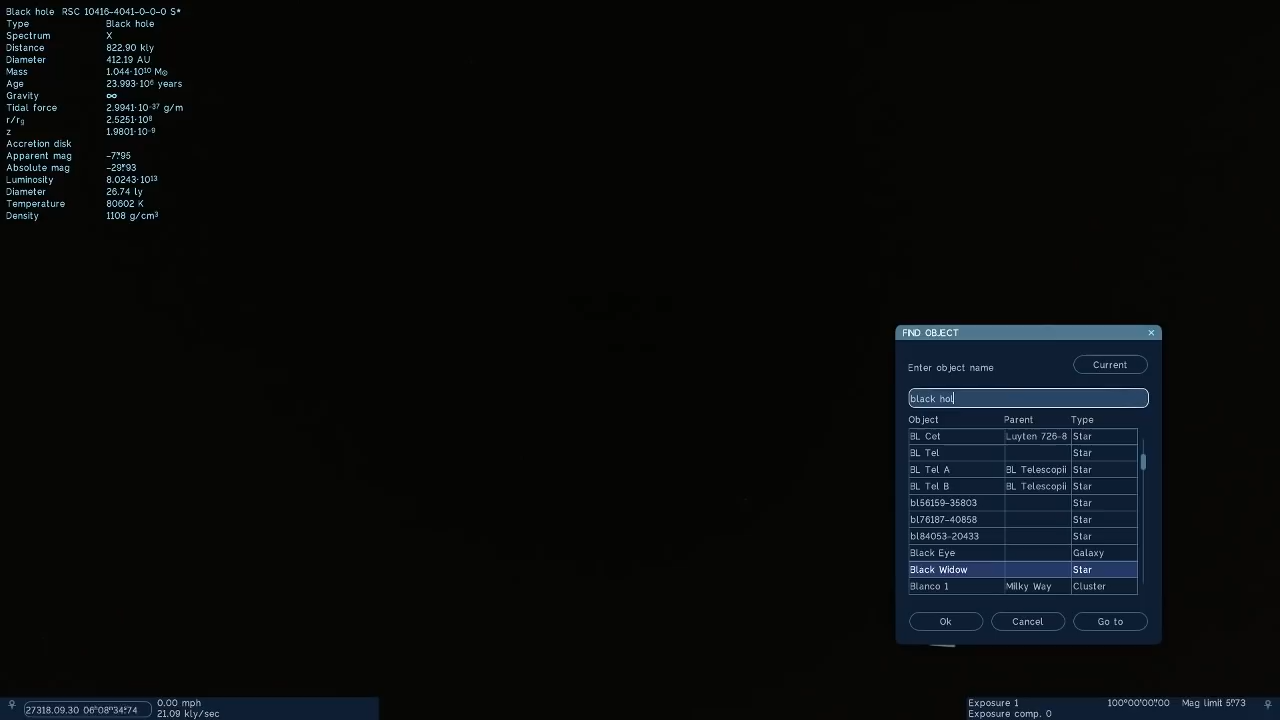 Black hole RSC 10416-4041-0-0-0 S*
Type Black hole
Spectrum X
Distance 822.90 kly
Diameter 412.19 AU
Mass 1.044·10¹⁰ M☉
Age 23.993·10⁶ years
Gravity ∞
Tidal force 2.9941·10⁻³⁷ g/m
r/rg 2.5251·10⁸
z 1.9801·10⁻⁹
Accretion disk
Apparent mag -7ᵐ95
Absolute mag -29ᵐ93
Luminosity 8.0243·10¹³
Diameter 26.74 ly
Temperature 80602 K
Density 1108 g/cm³
FIND OBJECT ×
Enter object name Current
black hol
Object Parent Type
BL Cet Luyten 726-8 Star
BL Tel Star
BL Tel A BL Telescopii Star
BL Tel B BL Telescopii Star
bl56159-35803 Star
bl76187-40858 Star
bl84053-20433 Star
Black Eye Galaxy
Black Widow Star
Blanco 1 Milky Way Cluster
Ok Cancel Go to
27318.09.30 06ʰ08ᵐ34ˢ74
0.00 mph
21.09 kly/sec
Exposure 1 100°00'00"00 Mag limit 5ᵐ73
Exposure comp. 0